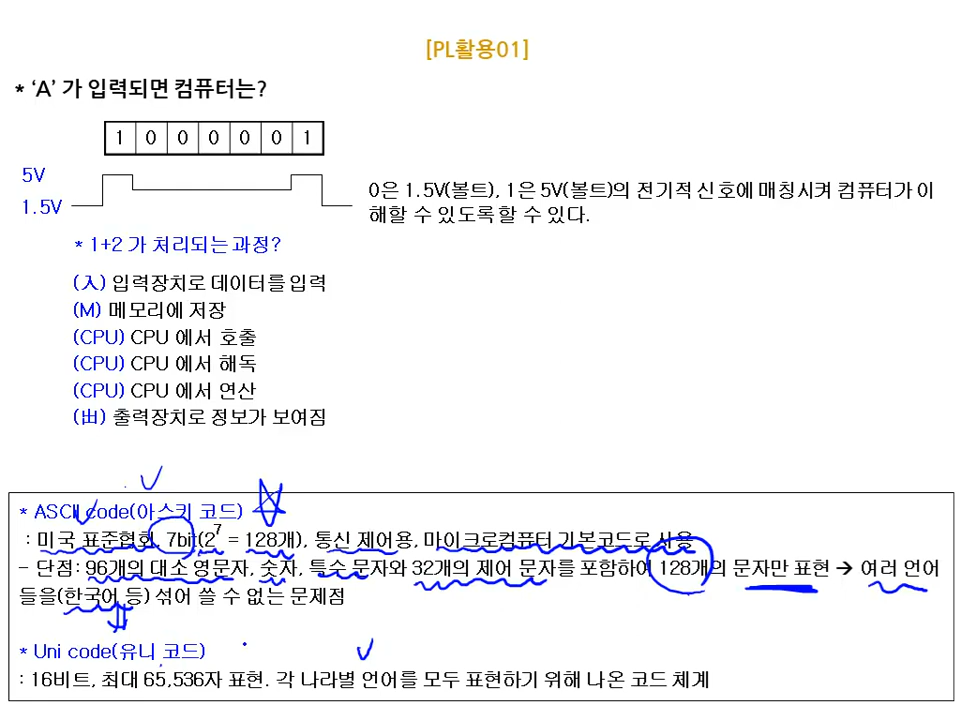 [PL활용01]
* ‘A’ 가 입력되면 컴퓨터는?
1 0 0 0 0 0 1
5V
1.5V
0은 1.5V(볼트), 1은 5V(볼트)의 전기적 신호에 매칭시켜 컴퓨터가 이
해할 수 있도록 할 수 있다.
* 1+2 가 처리되는 과정?
(入) 입력장치로 데이터를 입력
(M) 메모리에 저장
(CPU) CPU 에서 호출
(CPU) CPU 에서 해독
(CPU) CPU 에서 연산
(出) 출력장치로 정보가 보여짐
* ASCII code(아스키 코드)
: 미국 표준협회, 7bit(2⁷ = 128개), 통신 제어용, 마이크로컴퓨터 기본코드로 사용
- 단점: 96개의 대소 영문자, 숫자, 특수 문자와 32개의 제어 문자를 포함하여 128개의 문자만 표현 → 여러 언어
들을(한국어 등) 섞어 쓸 수 없는 문제점
* Uni code(유니 코드)
: 16비트, 최대 65,536자 표현. 각 나라별 언어를 모두 표현하기 위해 나온 코드 체계